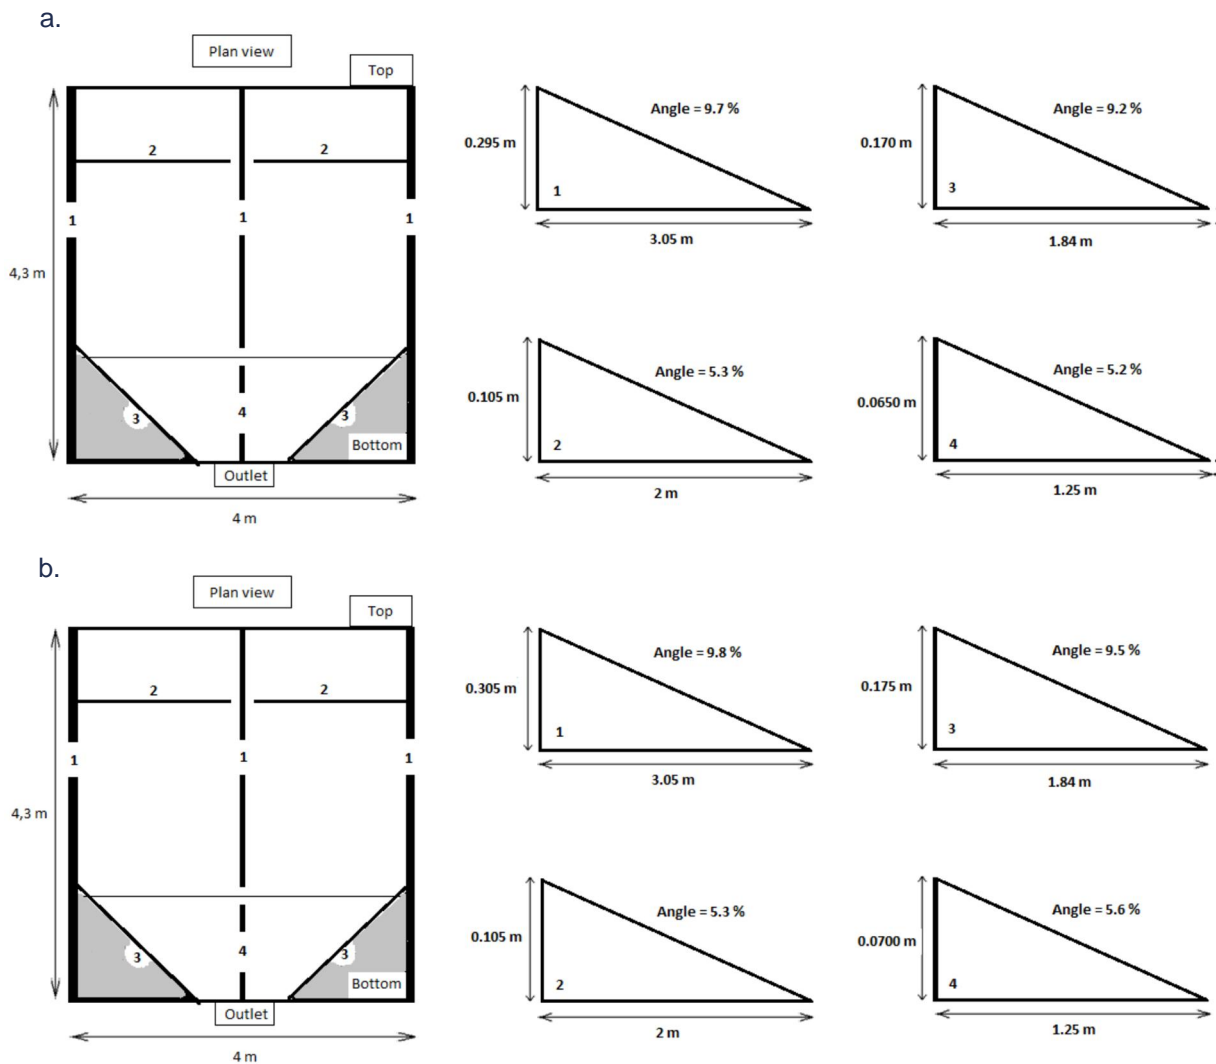 a.
Plan view
Top
2
2
1
1
1
4,3 m
3
4
3
Bottom
Outlet
4 m
Angle = 9.7 %
0.295 m
1
3.05 m
Angle = 9.2 %
0.170 m
3
1.84 m
Angle = 5.3 %
0.105 m
2
2 m
Angle = 5.2 %
0.0650 m
4
1.25 m
b.
Plan view
Top
2
2
1
1
1
4,3 m
3
4
3
Bottom
Outlet
4 m
Angle = 9.8 %
0.305 m
1
3.05 m
Angle = 9.5 %
0.175 m
3
1.84 m
Angle = 5.3 %
0.105 m
2
2 m
Angle = 5.6 %
0.0700 m
4
1.25 m